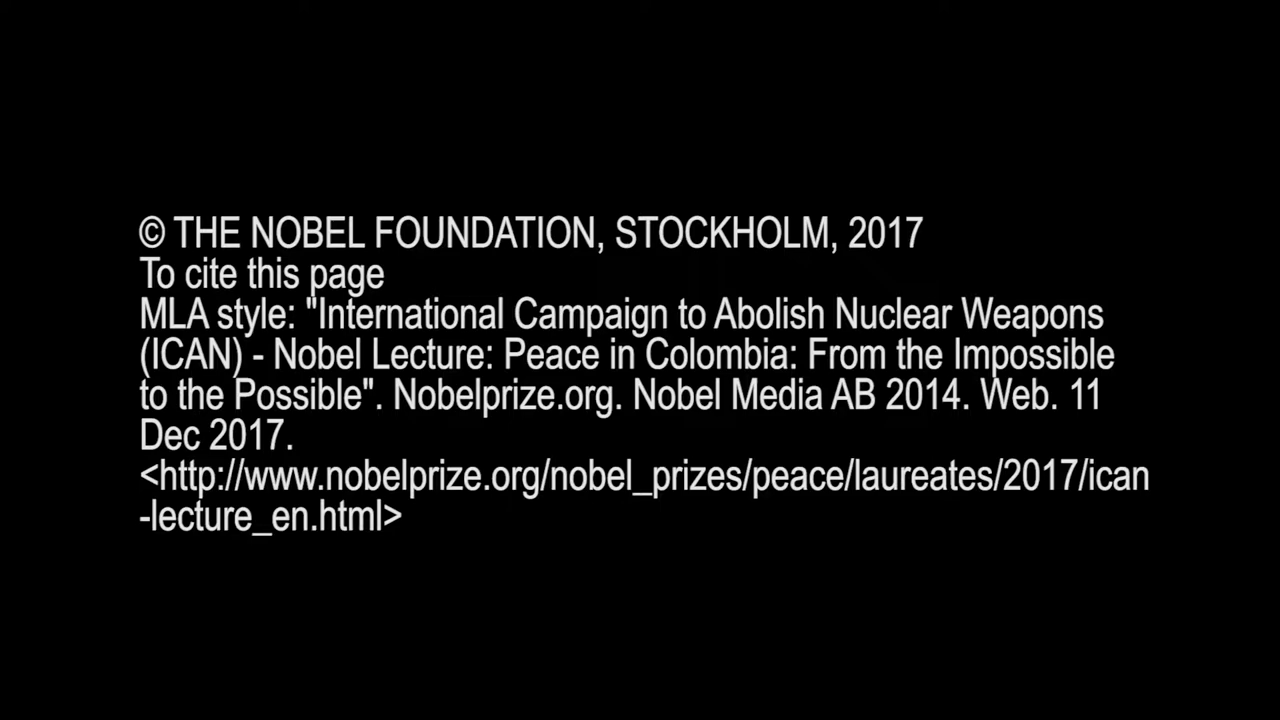 © THE NOBEL FOUNDATION, STOCKHOLM, 2017
To cite this page
MLA style: "International Campaign to Abolish Nuclear Weapons
(ICAN) - Nobel Lecture: Peace in Colombia: From the Impossible
to the Possible". Nobelprize.org. Nobel Media AB 2014. Web. 11
Dec 2017.
<http://www.nobelprize.org/nobel_prizes/peace/laureates/2017/ican
-lecture_en.html>